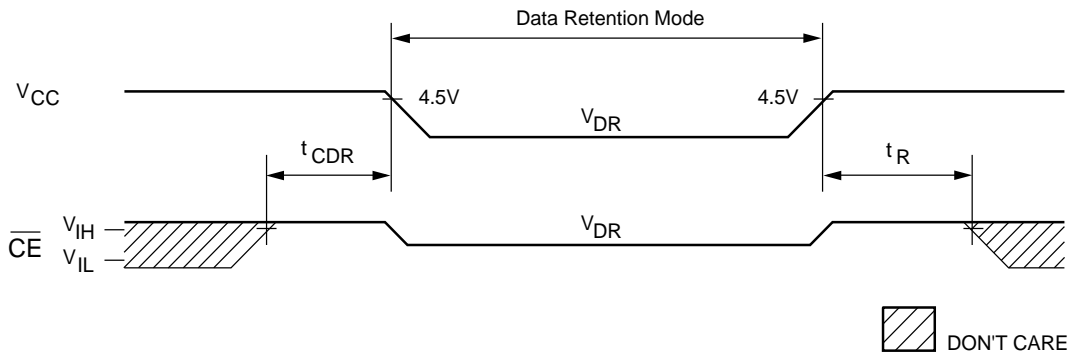 Data Retention Mode
VCC
4.5V
4.5V
VDR
tCDR
tR
VIH
VDR
CE
VIL
DON'T CARE